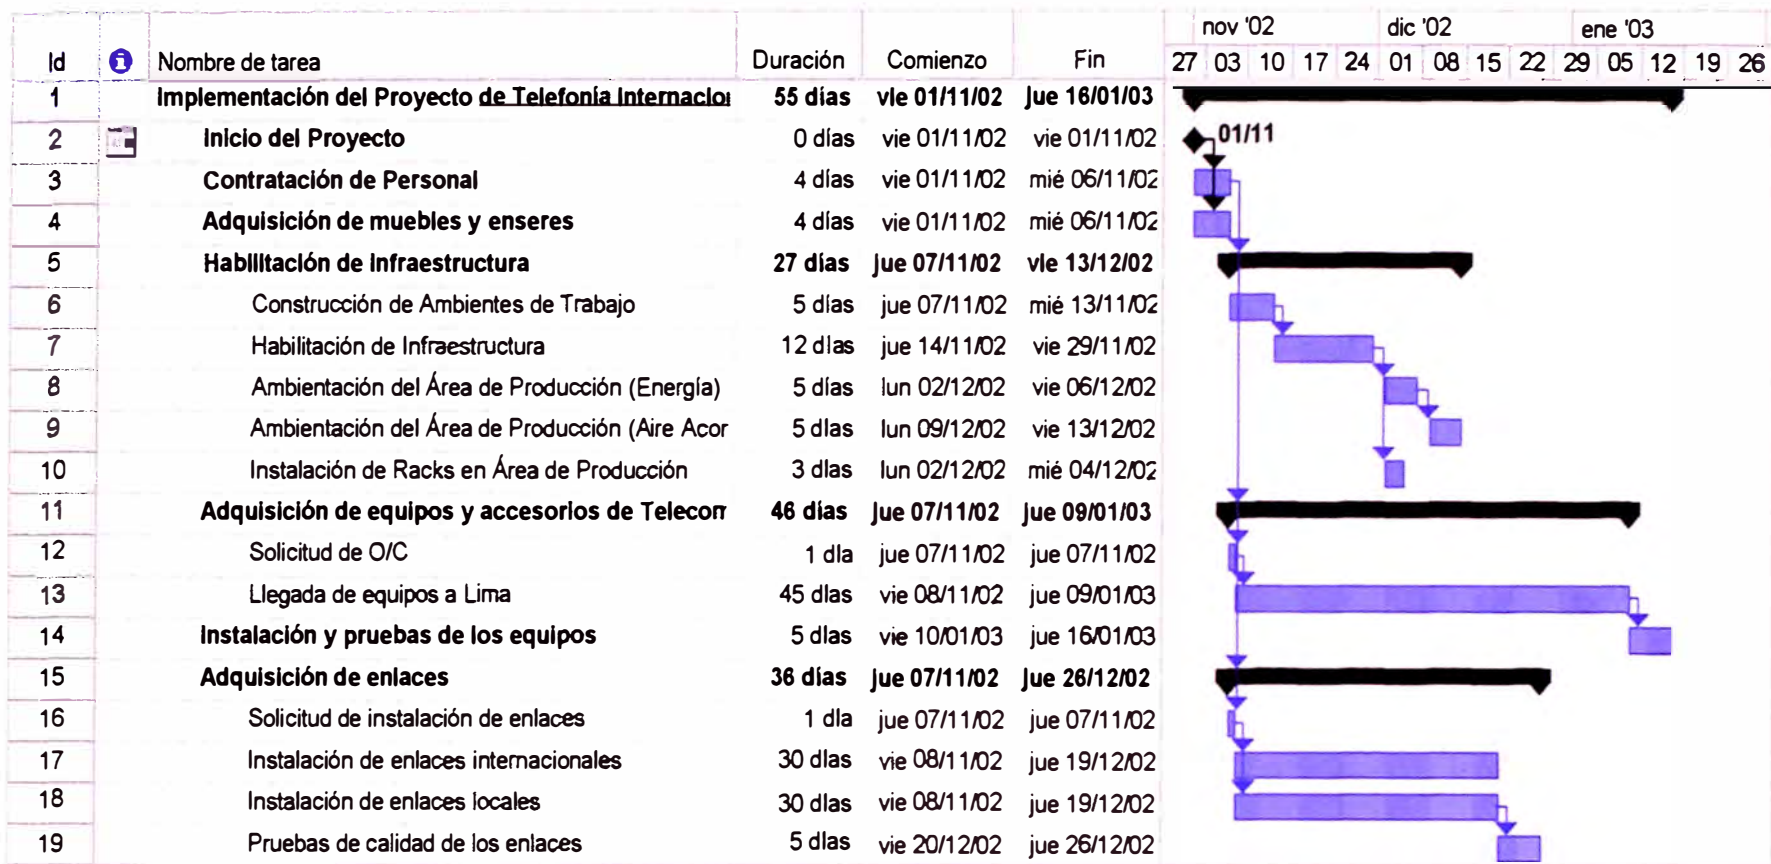 nov '02 dic '02 ene '03
Id Nombre de tarea Duración Comienzo Fin 27 03 10 17 24 01 08 15 22 29 05 12 19 26
1 Implementación del Proyecto de Telefonía Internacion 55 días vie 01/11/02 jue 16/01/03
2 Inicio del Proyecto 0 días vie 01/11/02 vie 01/11/02 01/11
3 Contratación de Personal 4 días vie 01/11/02 mié 06/11/02
4 Adquisición de muebles y enseres 4 días vie 01/11/02 mié 06/11/02
5 Habilitación de Infraestructura 27 días jue 07/11/02 vie 13/12/02
6 Construcción de Ambientes de Trabajo 5 días jue 07/11/02 mié 13/11/02
7 Habilitación de Infraestructura 12 días jue 14/11/02 vie 29/11/02
8 Ambientación del Área de Producción (Energía) 5 días lun 02/12/02 vie 06/12/02
9 Ambientación del Área de Producción (Aire Acor 5 días lun 09/12/02 vie 13/12/02
10 Instalación de Racks en Área de Producción 3 días lun 02/12/02 mié 04/12/02
11 Adquisición de equipos y accesorios de Telecom 46 días jue 07/11/02 jue 09/01/03
12 Solicitud de O/C 1 día jue 07/11/02 jue 07/11/02
13 Llegada de equipos a Lima 45 días vie 08/11/02 jue 09/01/03
14 Instalación y pruebas de los equipos 5 días vie 10/01/03 jue 16/01/03
15 Adquisición de enlaces 36 días jue 07/11/02 jue 26/12/02
16 Solicitud de instalación de enlaces 1 día jue 07/11/02 jue 07/11/02
17 Instalación de enlaces internacionales 30 días vie 08/11/02 jue 19/12/02
18 Instalación de enlaces locales 30 días vie 08/11/02 jue 19/12/02
19 Pruebas de calidad de los enlaces 5 días vie 20/12/02 jue 26/12/02